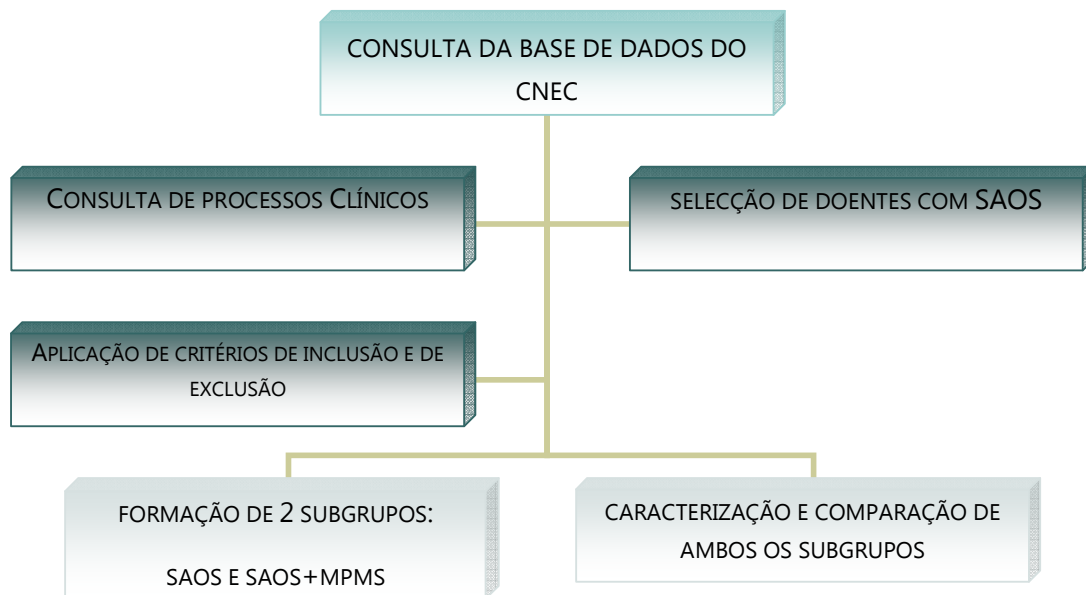 CONSULTA DA BASE DE DADOS DO
CNEC
CONSULTA DE PROCESSOS CLÍNICOS
SELECÇÃO DE DOENTES COM SAOS
APLICAÇÃO DE CRITÉRIOS DE INCLUSÃO E DE
EXCLUSÃO
FORMAÇÃO DE 2 SUBGRUPOS:
SAOS E SAOS+MPMS
CARACTERIZAÇÃO E COMPARAÇÃO DE
AMBOS OS SUBGRUPOS